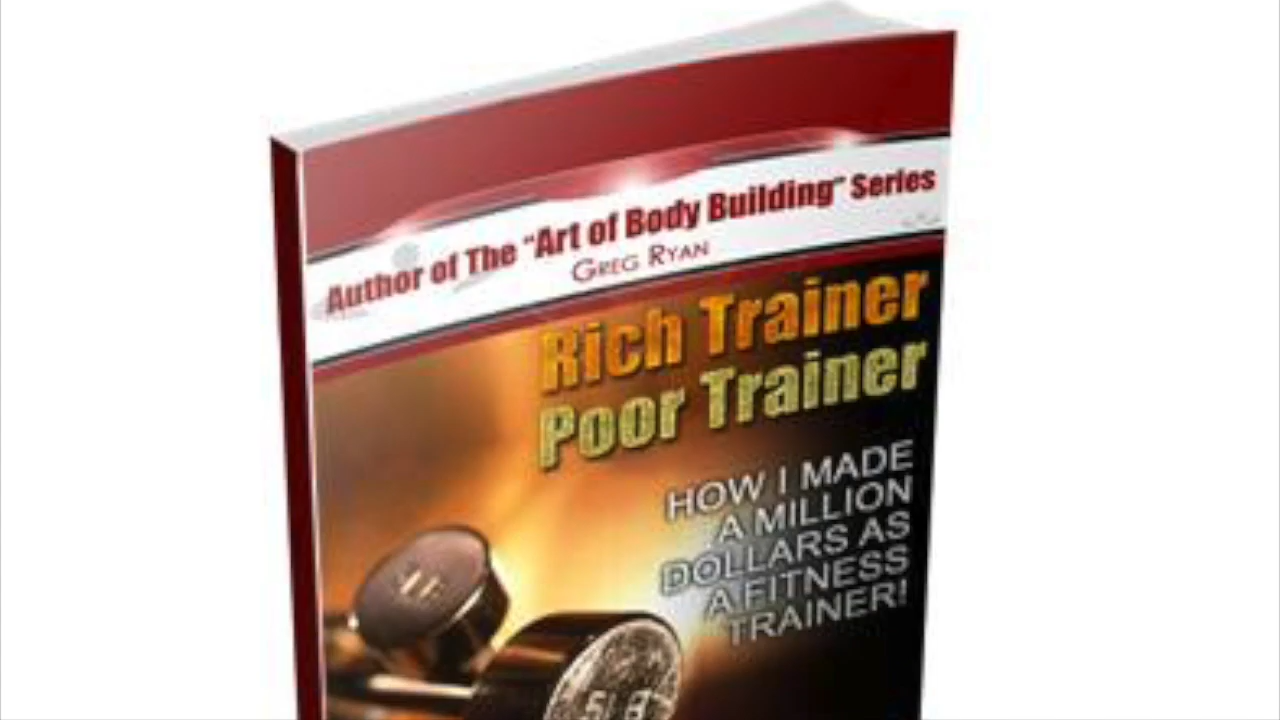 Author of The "Art of Body Building" Series
GREG RYAN
Rich Trainer
Poor Trainer
HOW I MADE
A MILLION
DOLLARS AS
A FITNESS
TRAINER!